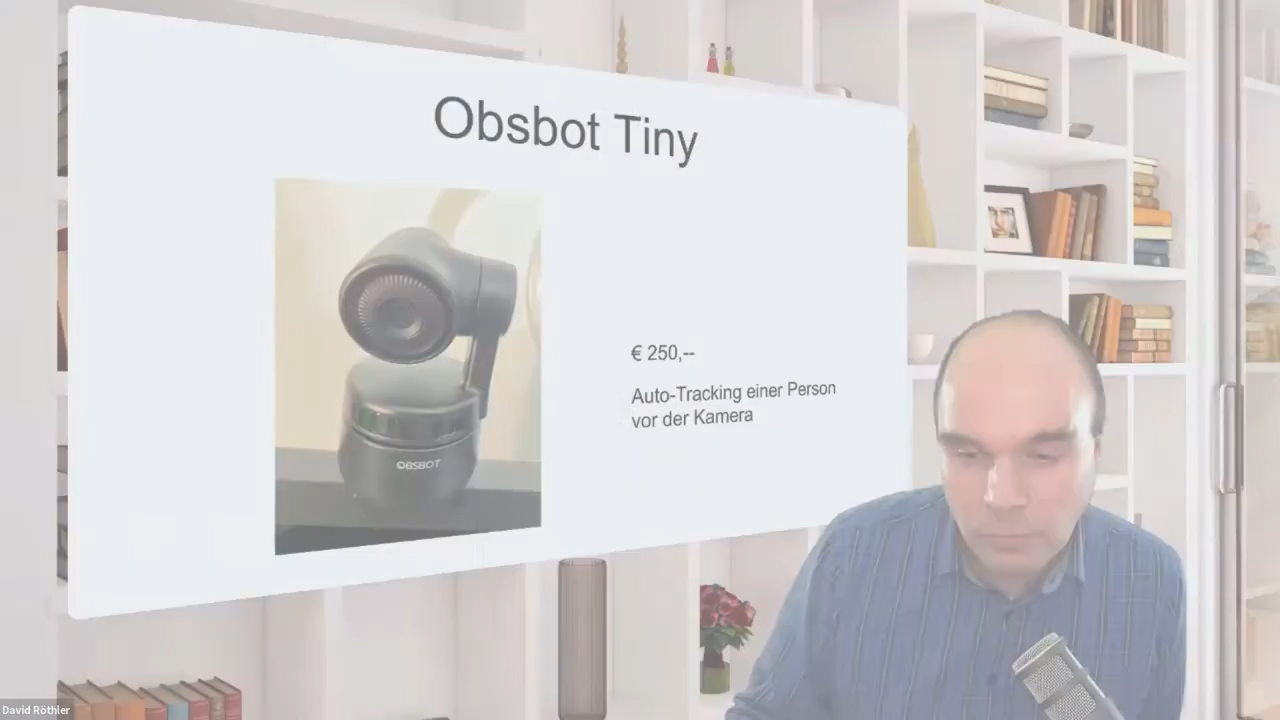 Obsbot Tiny
€ 250,--
Auto-Tracking einer Person
vor der Kamera
OBSBOT
David Röthler